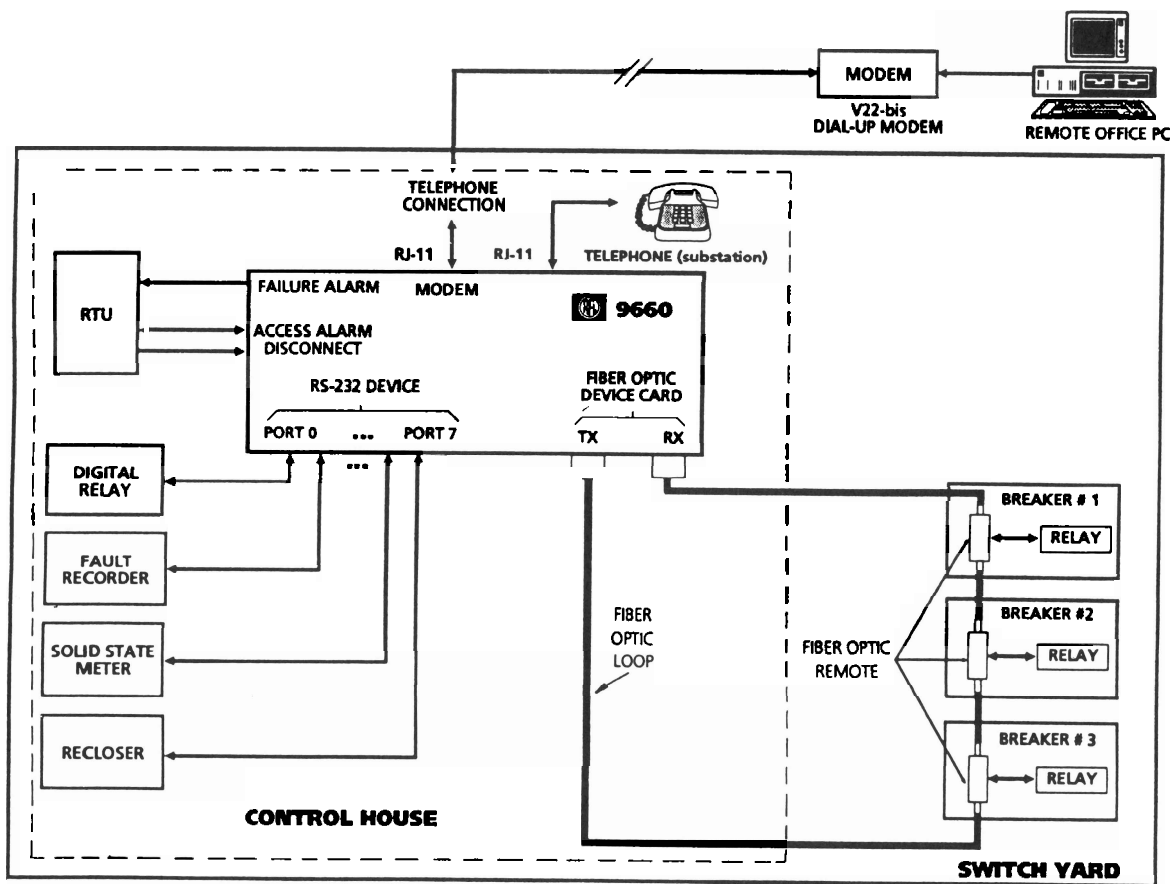 MODEM
V22-bis
DIAL-UP MODEM
REMOTE OFFICE PC
TELEPHONE
CONNECTION
RJ-11
RJ-11
TELEPHONE (substation)
RTU
FAILURE ALARM
MODEM
9660
ACCESS ALARM
DISCONNECT
RS-232 DEVICE
FIBER OPTIC
DEVICE CARD
PORT 0
...
PORT 7
TX
RX
...
DIGITAL
RELAY
FAULT
RECORDER
SOLID STATE
METER
RECLOSER
FIBER
OPTIC
LOOP
FIBER OPTIC
REMOTE
BREAKER # 1
RELAY
BREAKER #2
RELAY
BREAKER # 3
RELAY
CONTROL HOUSE
SWITCH YARD